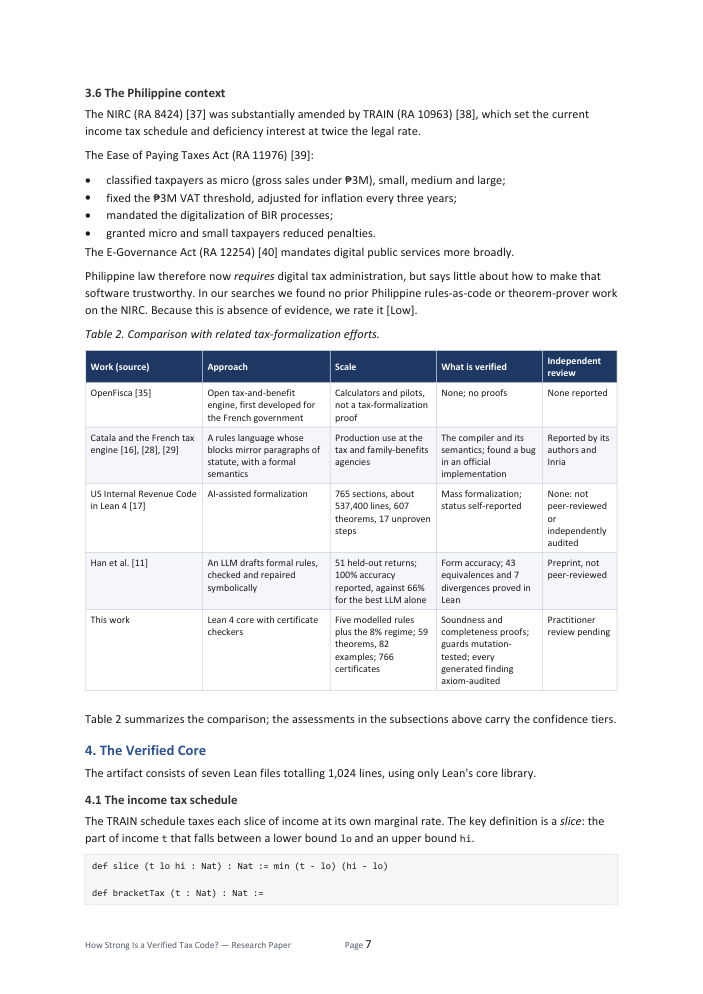 3.6 The Philippine context
The NIRC (RA 8424) [37] was substantially amended by TRAIN (RA 10963) [38], which set the current
income tax schedule and deficiency interest at twice the legal rate.
The Ease of Paying Taxes Act (RA 11976) [39]:
• classified taxpayers as micro (gross sales under ₱3M), small, medium and large;
• fixed the ₱3M VAT threshold, adjusted for inflation every three years;
• mandated the digitalization of BIR processes;
• granted micro and small taxpayers reduced penalties.
The E-Governance Act (RA 12254) [40] mandates digital public services more broadly.
Philippine law therefore now requires digital tax administration, but says little about how to make that
software trustworthy. In our searches we found no prior Philippine rules-as-code or theorem-prover work
on the NIRC. Because this is absence of evidence, we rate it [Low].
Table 2. Comparison with related tax-formalization efforts.
Work (source)
Approach
Scale
What is verified
Independent
review
OpenFisca [35]
Open tax-and-benefit
engine, first developed for
the French government
Calculators and pilots,
not a tax-formalization
proof
None; no proofs
None reported
Catala and the French tax
engine [16], [28], [29]
A rules language whose
blocks mirror paragraphs of
statute, with a formal
semantics
Production use at the
tax and family-benefits
agencies
The compiler and its
semantics; found a bug
in an official
implementation
Reported by its
authors and
Inria
US Internal Revenue Code
in Lean 4 [17]
AI-assisted formalization
765 sections, about
537,400 lines, 607
theorems, 17 unproven
steps
Mass formalization;
status self-reported
None: not
peer-reviewed
or
independently
audited
Han et al. [11]
An LLM drafts formal rules,
checked and repaired
symbolically
51 held-out returns;
100% accuracy
reported, against 66%
for the best LLM alone
Form accuracy; 43
equivalences and 7
divergences proved in
Lean
Preprint, not
peer-reviewed
This work
Lean 4 core with certificate
checkers
Five modelled rules
plus the 8% regime; 59
theorems, 82
examples; 766
certificates
Soundness and
completeness proofs;
guards mutation-
tested; every
generated finding
axiom-audited
Practitioner
review pending
Table 2 summarizes the comparison; the assessments in the subsections above carry the confidence tiers.
4. The Verified Core
The artifact consists of seven Lean files totalling 1,024 lines, using only Lean's core library.
4.1 The income tax schedule
The TRAIN schedule taxes each slice of income at its own marginal rate. The key definition is a slice: the
part of income t that falls between a lower bound lo and an upper bound hi.
def slice (t lo hi : Nat) : Nat := min (t - lo) (hi - lo)
def bracketTax (t : Nat) : Nat :=
How Strong Is a Verified Tax Code? — Research Paper
Page 7